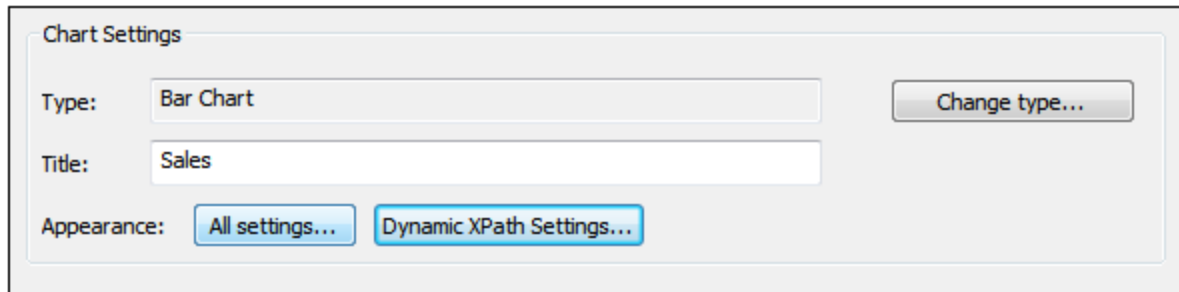 Chart Settings
Type: Bar Chart Change type...
Title: Sales
Appearance: All settings... Dynamic XPath Settings...